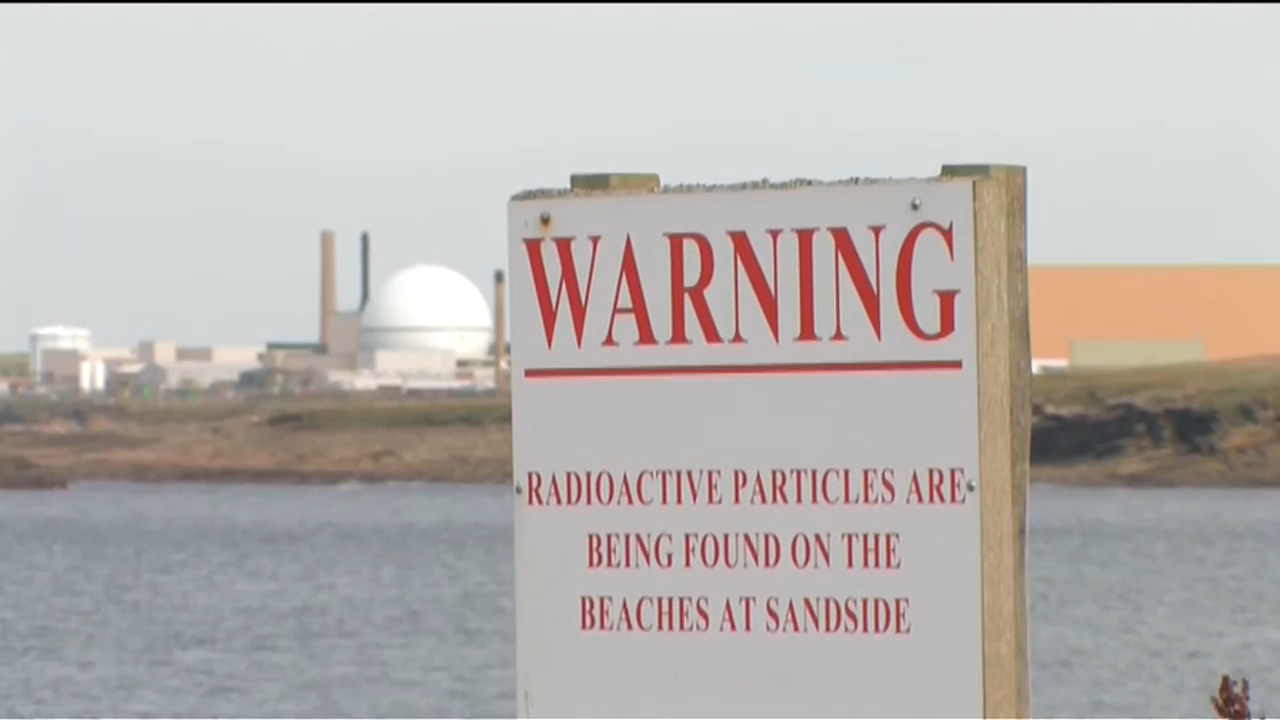 WARNING
RADIOACTIVE PARTICLES ARE
BEING FOUND ON THE
BEACHES AT SANDSIDE